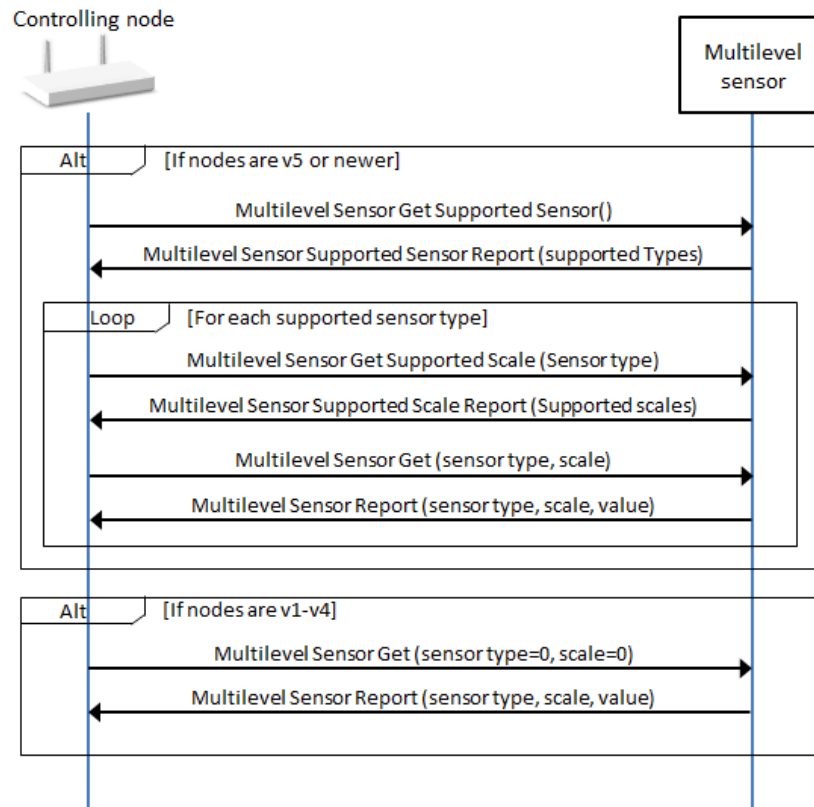 Controlling node
Multilevel
sensor
Alt [If nodes are v5 or newer]
Multilevel Sensor Get Supported Sensor()
Multilevel Sensor Supported Sensor Report (supported Types)
Loop [For each supported sensor type]
Multilevel Sensor Get Supported Scale (Sensor type)
Multilevel Sensor Supported Scale Report (Supported scales)
Multilevel Sensor Get (sensor type, scale)
Multilevel Sensor Report (sensor type, scale, value)
Alt [If nodes are v1-v4]
Multilevel Sensor Get (sensor type=0, scale=0)
Multilevel Sensor Report (sensor type, scale, value)